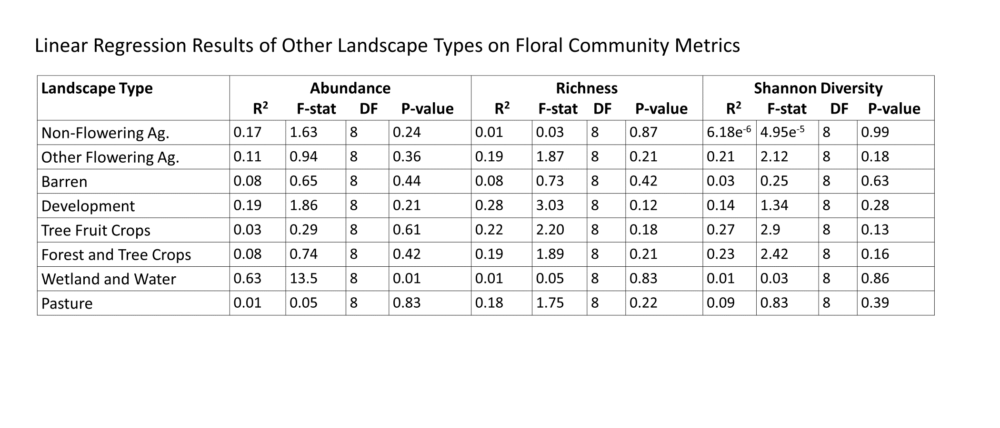 Linear Regression Results of Other Landscape Types on Floral Community Metrics
Landscape Type Abundance Richness Shannon Diversity
R² F-stat DF P-value R² F-stat DF P-value R² F-stat DF P-value
Non-Flowering Ag. 0.17 1.63 8 0.24 0.01 0.03 8 0.87 6.18e⁻⁶ 4.95e⁻⁵ 8 0.99
Other Flowering Ag. 0.11 0.94 8 0.36 0.19 1.87 8 0.21 0.21 2.12 8 0.18
Barren 0.08 0.65 8 0.44 0.08 0.73 8 0.42 0.03 0.25 8 0.63
Development 0.19 1.86 8 0.21 0.28 3.03 8 0.12 0.14 1.34 8 0.28
Tree Fruit Crops 0.03 0.29 8 0.61 0.22 2.20 8 0.18 0.27 2.9 8 0.13
Forest and Tree Crops 0.08 0.74 8 0.42 0.19 1.89 8 0.21 0.23 2.42 8 0.16
Wetland and Water 0.63 13.5 8 0.01 0.01 0.05 8 0.83 0.01 0.03 8 0.86
Pasture 0.01 0.05 8 0.83 0.18 1.75 8 0.22 0.09 0.83 8 0.39